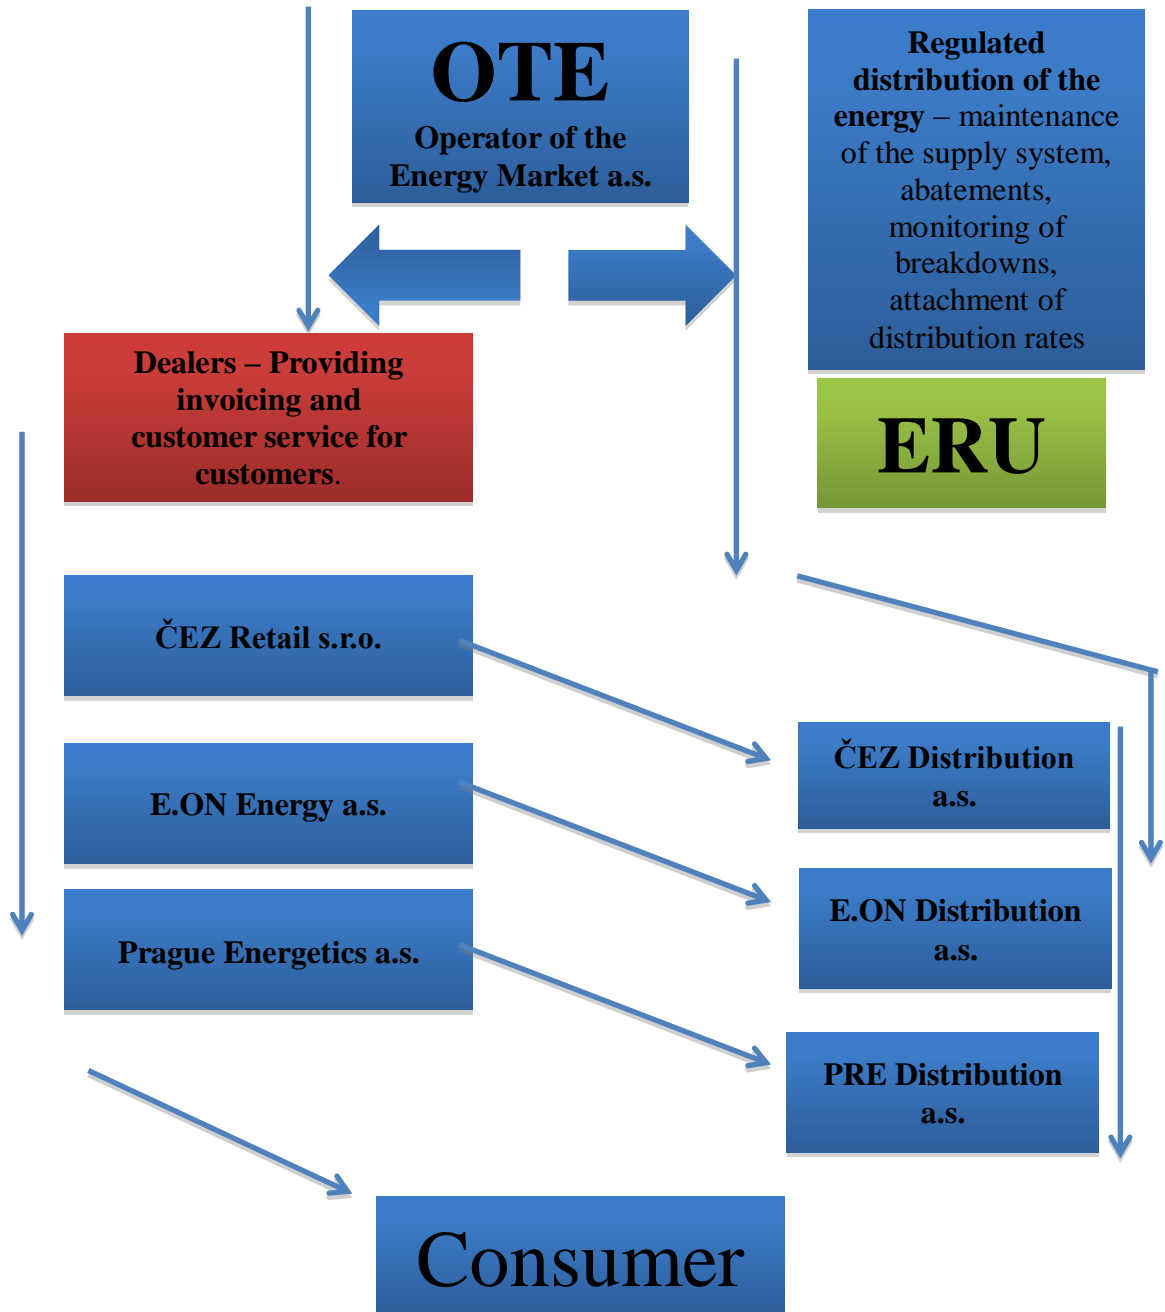 OTE
Operator of the
Energy Market a.s.
Regulated
distribution of the
energy – maintenance
of the supply system,
abatements,
monitoring of
breakdowns,
attachment of
distribution rates
Dealers – Providing
invoicing and
customer service for
customers.
ERU
ČEZ Retail s.r.o.
ČEZ Distribution
a.s.
E.ON Energy a.s.
E.ON Distribution
a.s.
Prague Energetics a.s.
PRE Distribution
a.s.
Consumer